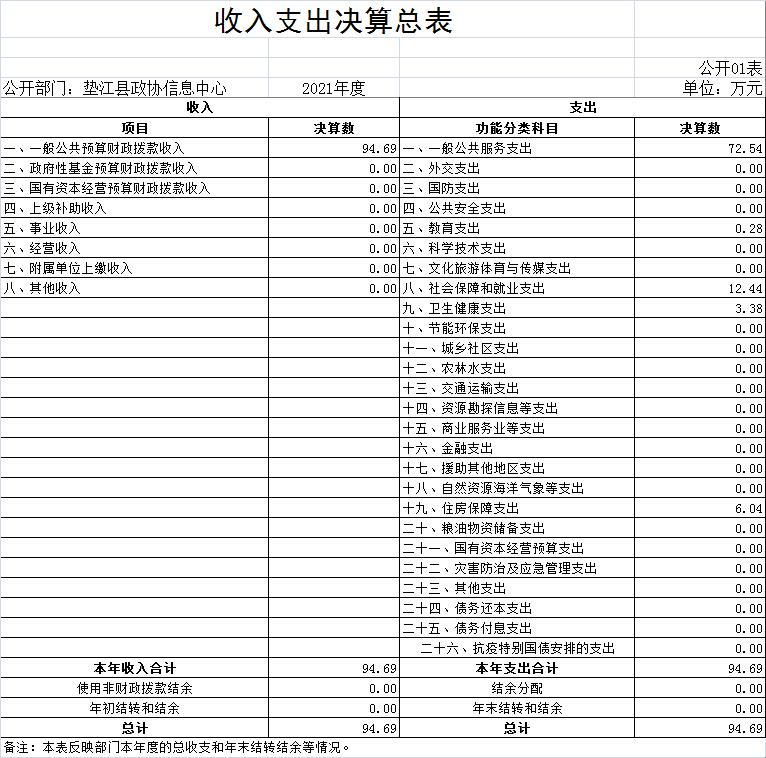 收入支出决算总表
公开01表
公开部门：垫江县政协信息中心 2021年度 单位：万元
收入 支出
项目 决算数 功能分类科目 决算数
一、一般公共预算财政拨款收入 94.69 一、一般公共服务支出 72.54
二、政府性基金预算财政拨款收入 0.00 二、外交支出 0.00
三、国有资本经营预算财政拨款收入 0.00 三、国防支出 0.00
四、上级补助收入 0.00 四、公共安全支出 0.00
五、事业收入 0.00 五、教育支出 0.28
六、经营收入 0.00 六、科学技术支出 0.00
七、附属单位上缴收入 0.00 七、文化旅游体育与传媒支出 0.00
八、其他收入 0.00 八、社会保障和就业支出 12.44
九、卫生健康支出 3.38
十、节能环保支出 0.00
十一、城乡社区支出 0.00
十二、农林水支出 0.00
十三、交通运输支出 0.00
十四、资源勘探信息等支出 0.00
十五、商业服务业等支出 0.00
十六、金融支出 0.00
十七、援助其他地区支出 0.00
十八、自然资源海洋气象等支出 0.00
十九、住房保障支出 6.04
二十、粮油物资储备支出 0.00
二十一、国有资本经营预算支出 0.00
二十二、灾害防治及应急管理支出 0.00
二十三、其他支出 0.00
二十四、债务还本支出 0.00
二十五、债务付息支出 0.00
二十六、抗疫特别国债安排的支出 0.00
本年收入合计 94.69 本年支出合计 94.69
使用非财政拨款结余 0.00 结余分配 0.00
年初结转和结余 0.00 年末结转和结余 0.00
总计 94.69 总计 94.69
备注：本表反映部门本年度的总收支和年末结转结余等情况。